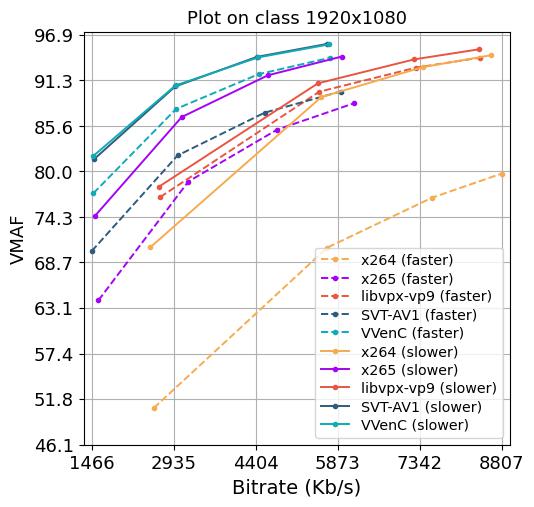 Plot on class 1920x1080
96.9
91.3
85.6
80.0
74.3
68.7
63.1
57.4
51.8
46.1
VMAF
x264 (faster)
x265 (faster)
libvpx-vp9 (faster)
SVT-AV1 (faster)
VVenC (faster)
x264 (slower)
x265 (slower)
libvpx-vp9 (slower)
SVT-AV1 (slower)
VVenC (slower)
1466 2935 4404 5873 7342 8807
Bitrate (Kb/s)